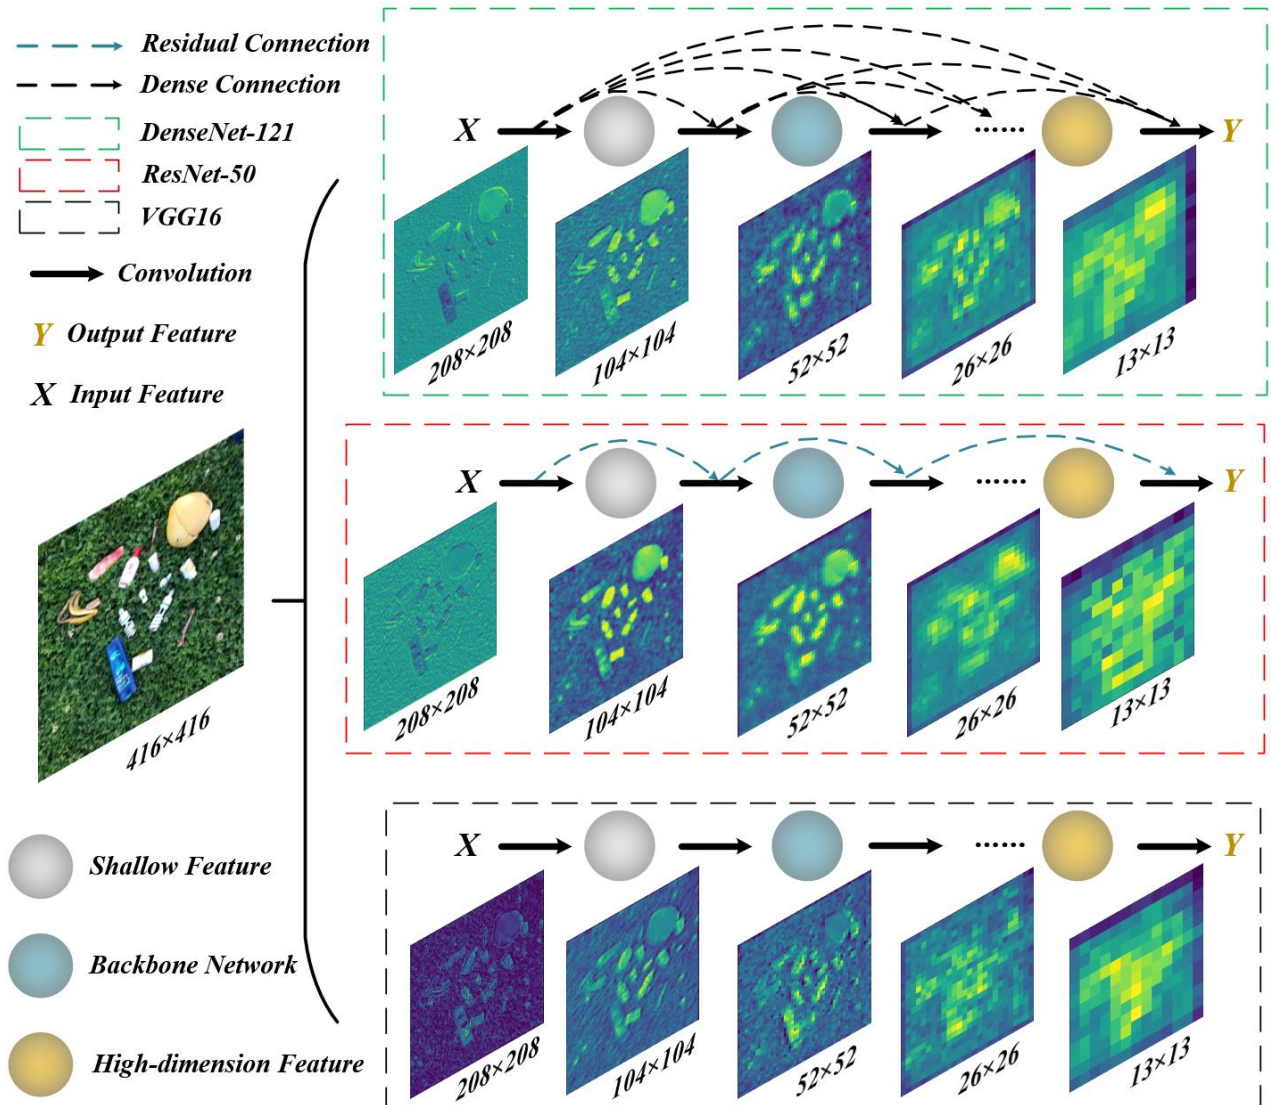 Residual Connection
Dense Connection
DenseNet-121
ResNet-50
VGG16
Convolution
Y Output Feature
X Input Feature
416×416
Shallow Feature
Backbone Network
High-dimension Feature
X ...... Y
208×208 104×104 52×52 26×26 13×13
X ...... Y
208×208 104×104 52×52 26×26 13×13
X ...... Y
208×208 104×104 52×52 26×26 13×13